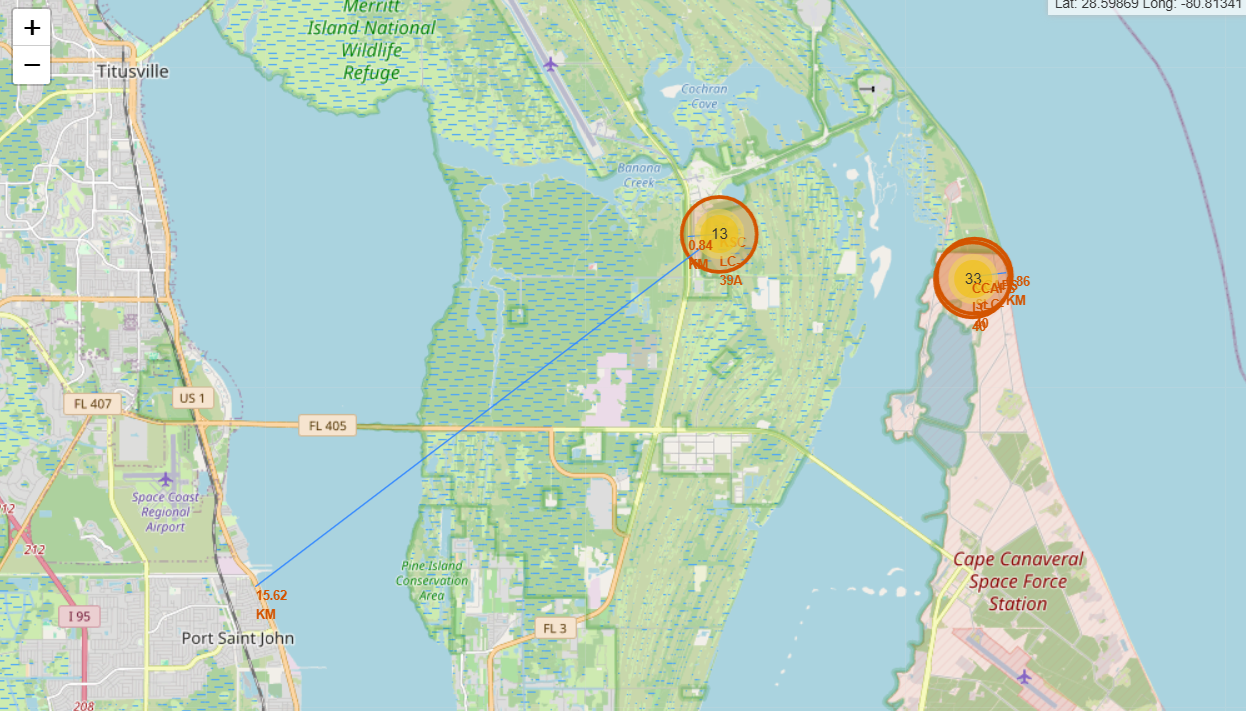 Lat: 28.59869 Long: -80.81341
+
−
Merritt
Island National
Wildlife
Refuge
Titusville
Cochran
Cove
Banana
Creek
13
0.84
KM
KSC
LC-
39A
33
CCAFS
LC-
40
86
KM
40
FL 407
US 1
FL 405
Space Coast
Regional
Airport
212
212
Pine Island
Conservation
Area
Cape Canaveral
Space Force
Station
15.62
KM
I 95
Port Saint John
FL 3
208